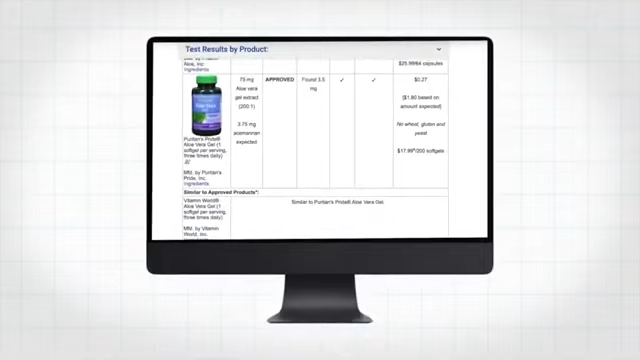 Test Results by Product:
Aloe, Inc
Ingredients
$25.99/64 capsules
75 mg
Aloe vera
gel extract
(200:1)
3.75 mg
acemannan
expected
APPROVED
Found 3.5
mg
✓
✓
$0.27
[$1.80 based on
amount expected]
No wheat, gluten and
yeast
$17.99/200 softgels
Puritan's Pride®
Aloe Vera Gel (1
softgel per serving,
three times daily)
Mfd. by Puritan's
Pride, Inc.
Ingredients
Similar to Approved Products*:
Vitamin World®
Aloe Vera Gel (1
softgel per serving,
three times daily)
Mfd. by Vitamin
World, Inc.
Similar to Puritan's Pride® Aloe Vera Gel.